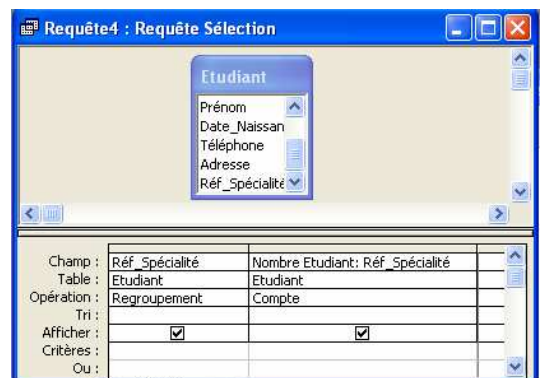 Requête4 : Requête Sélection
Etudiant
Prénom
Date_Naissan
Téléphone
Adresse
Réf_Spécialité
Champ : Réf_Spécialité Nombre Etudiant: Réf_Spécialité
Table : Etudiant Etudiant
Opération : Regroupement Compte
Tri :
Afficher :
Critères :
Ou :